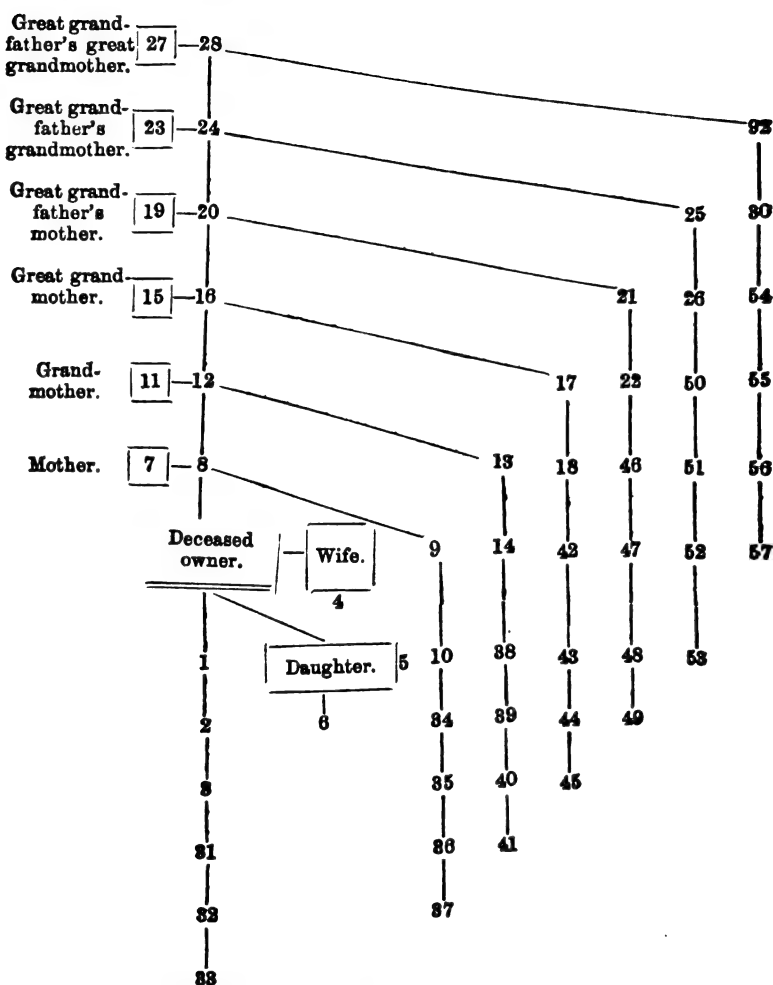 Great grand-
father's great 27 28
grandmother.
Great grand-
father's 23 24 92
grandmother.
Great grand-
father's 19 20 25 30
mother.
Great grand-
mother. 15 16 21 26 54
Grand-
mother. 11 12 17 22 50 55
Mother. 7 8 13 18 46 51 56
Deceased
owner. Wife. 9 14 42 47 52 57
4
1 Daughter. 5 10 38 43 48 53
2 6 34 39 44 49
3 35 40 45
31 36 41
32 37
33